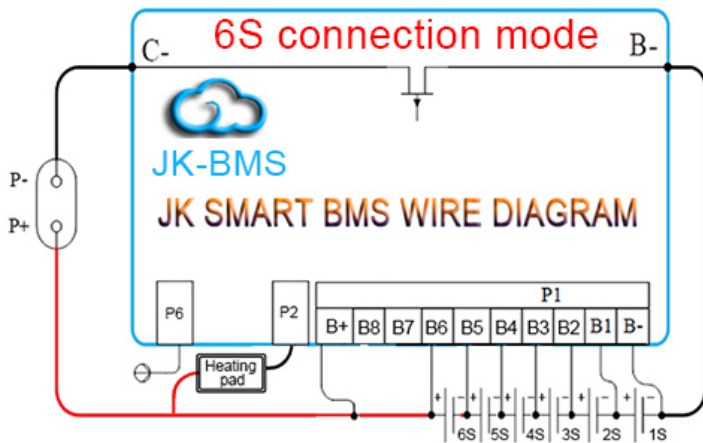 6S connection mode
C-
B-
JK-BMS
P-
P+
JK SMART BMS WIRE DIAGRAM
P6
P2
P1
B+ B8 B7 B6 B5 B4 B3 B2 B1 B-
Heating
pad
+ - + - + - + - + - + -
6S 5S 4S 3S 2S 1S